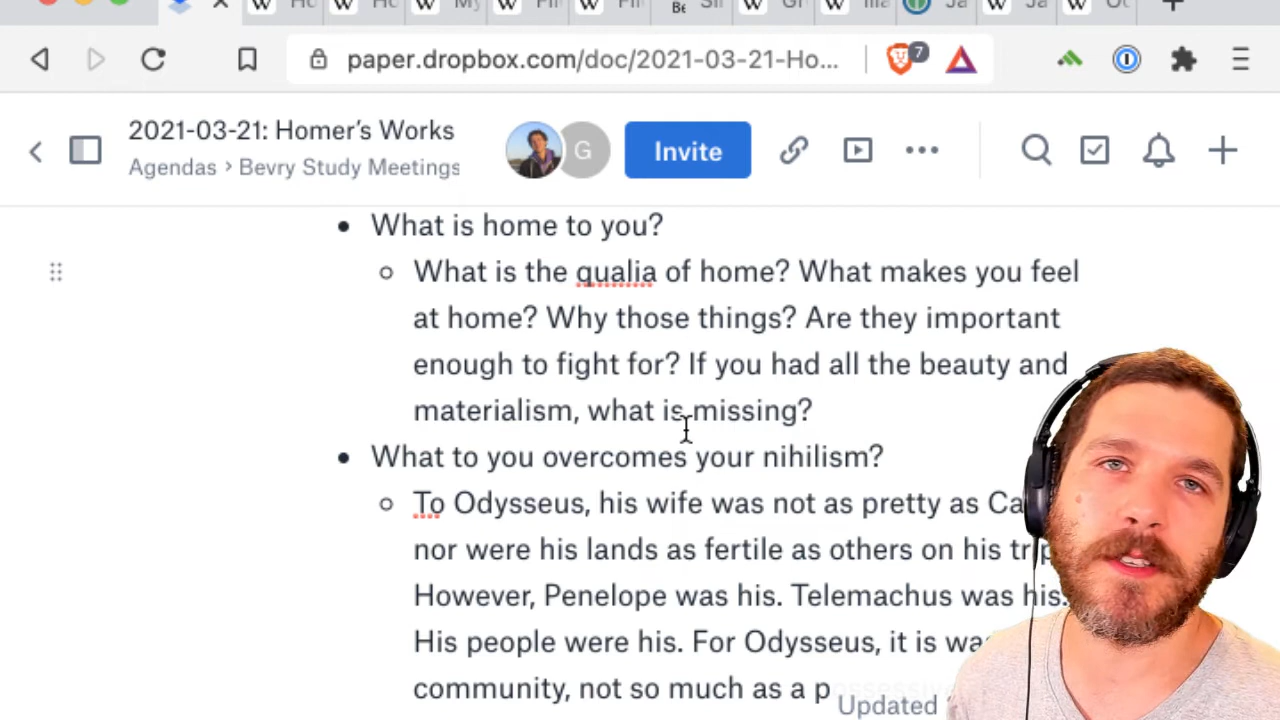 7
paper.dropbox.com/doc/2021-03-21-Ho...
2021-03-21: Homer's Works
Agendas > Bevry Study Meetings
G
Invite
What is home to you?
What is the qualia of home? What makes you feel
at home? Why those things? Are they important
enough to fight for? If you had all the beauty and
materialism, what is missing?
What to you overcomes your nihilism?
To Odysseus, his wife was not as pretty as Ca
nor were his lands as fertile as others on his trip
However, Penelope was his. Telemachus was his.
His people were his. For Odysseus, it is was
community, not so much as a possessive
Updated